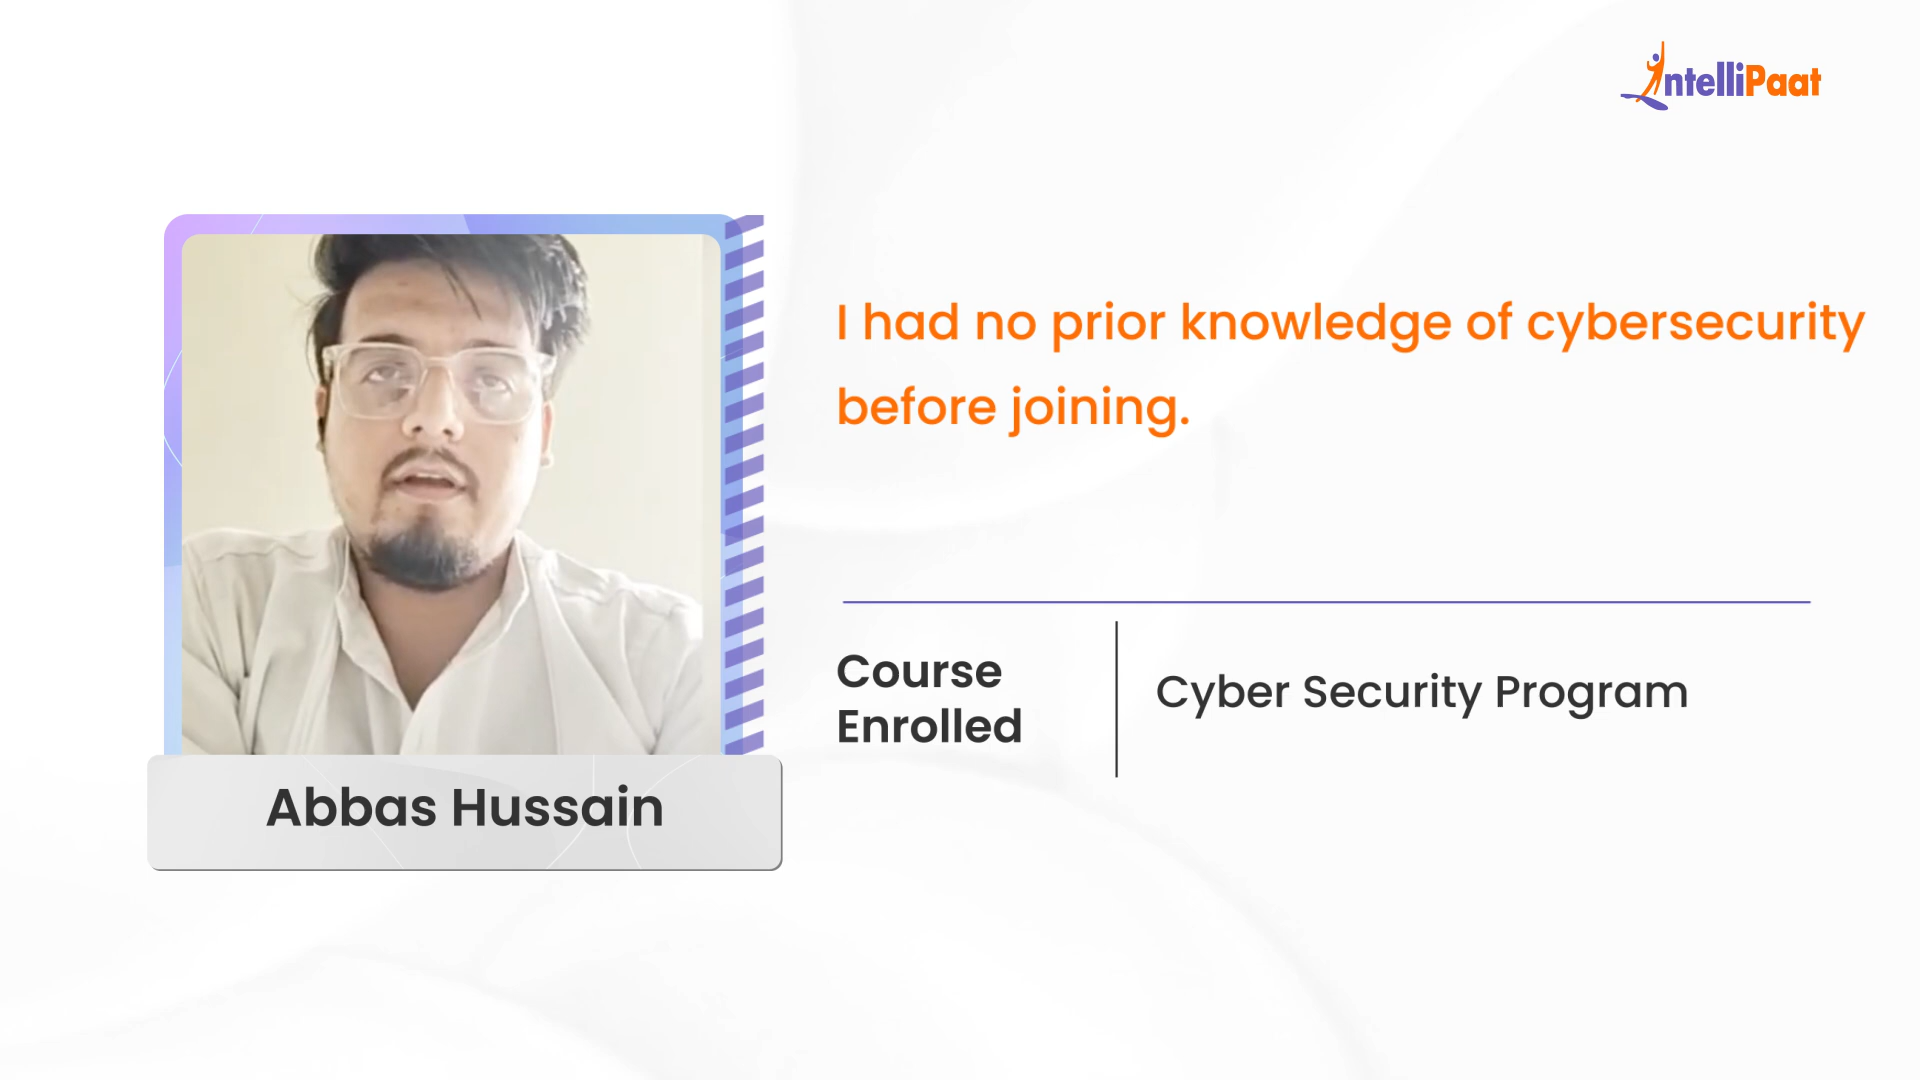 IntelliPaat
I had no prior knowledge of cybersecurity
before joining.
Course
Enrolled
Cyber Security Program
Abbas Hussain